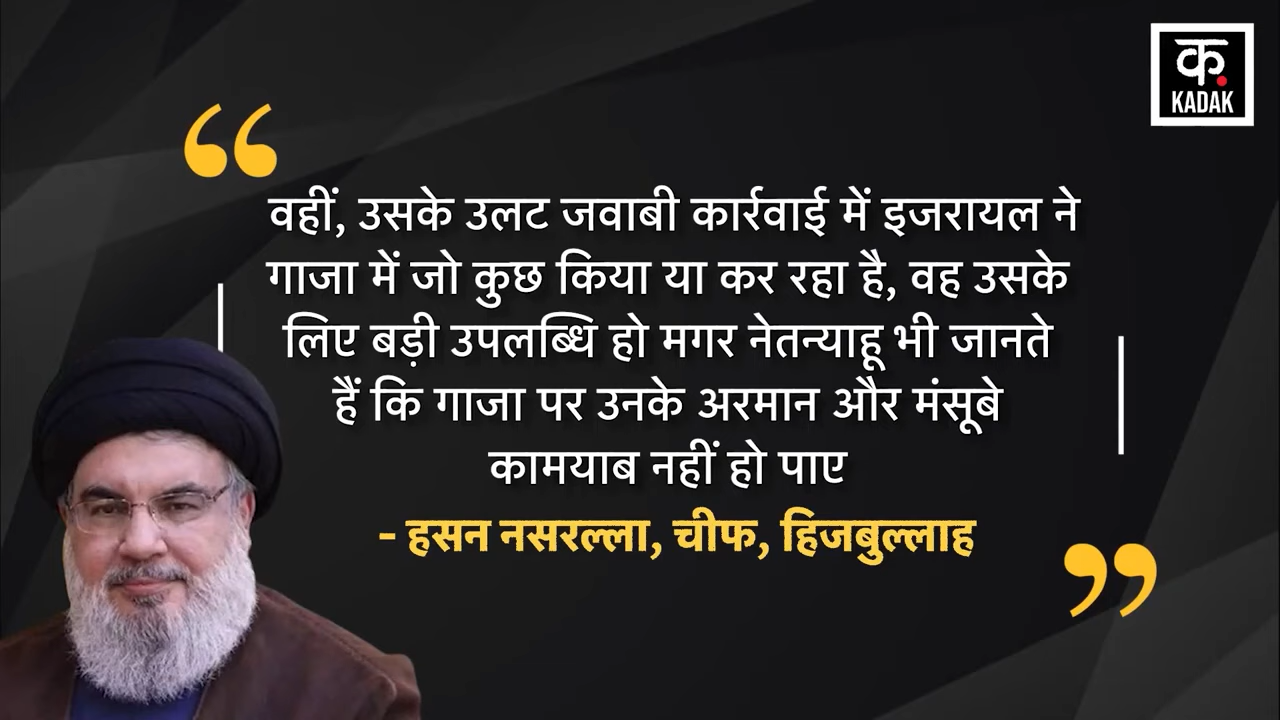 क.
KADAK
वहीं, उसके उलट जवाबी कार्रवाई में इजरायल ने
गाजा में जो कुछ किया या कर रहा है, वह उसके
लिए बड़ी उपलब्धि हो मगर नेतन्याहू भी जानते
हैं कि गाजा पर उनके अरमान और मंसूबे
कामयाब नहीं हो पाए
- हसन नसरल्ला, चीफ, हिजबुल्लाह